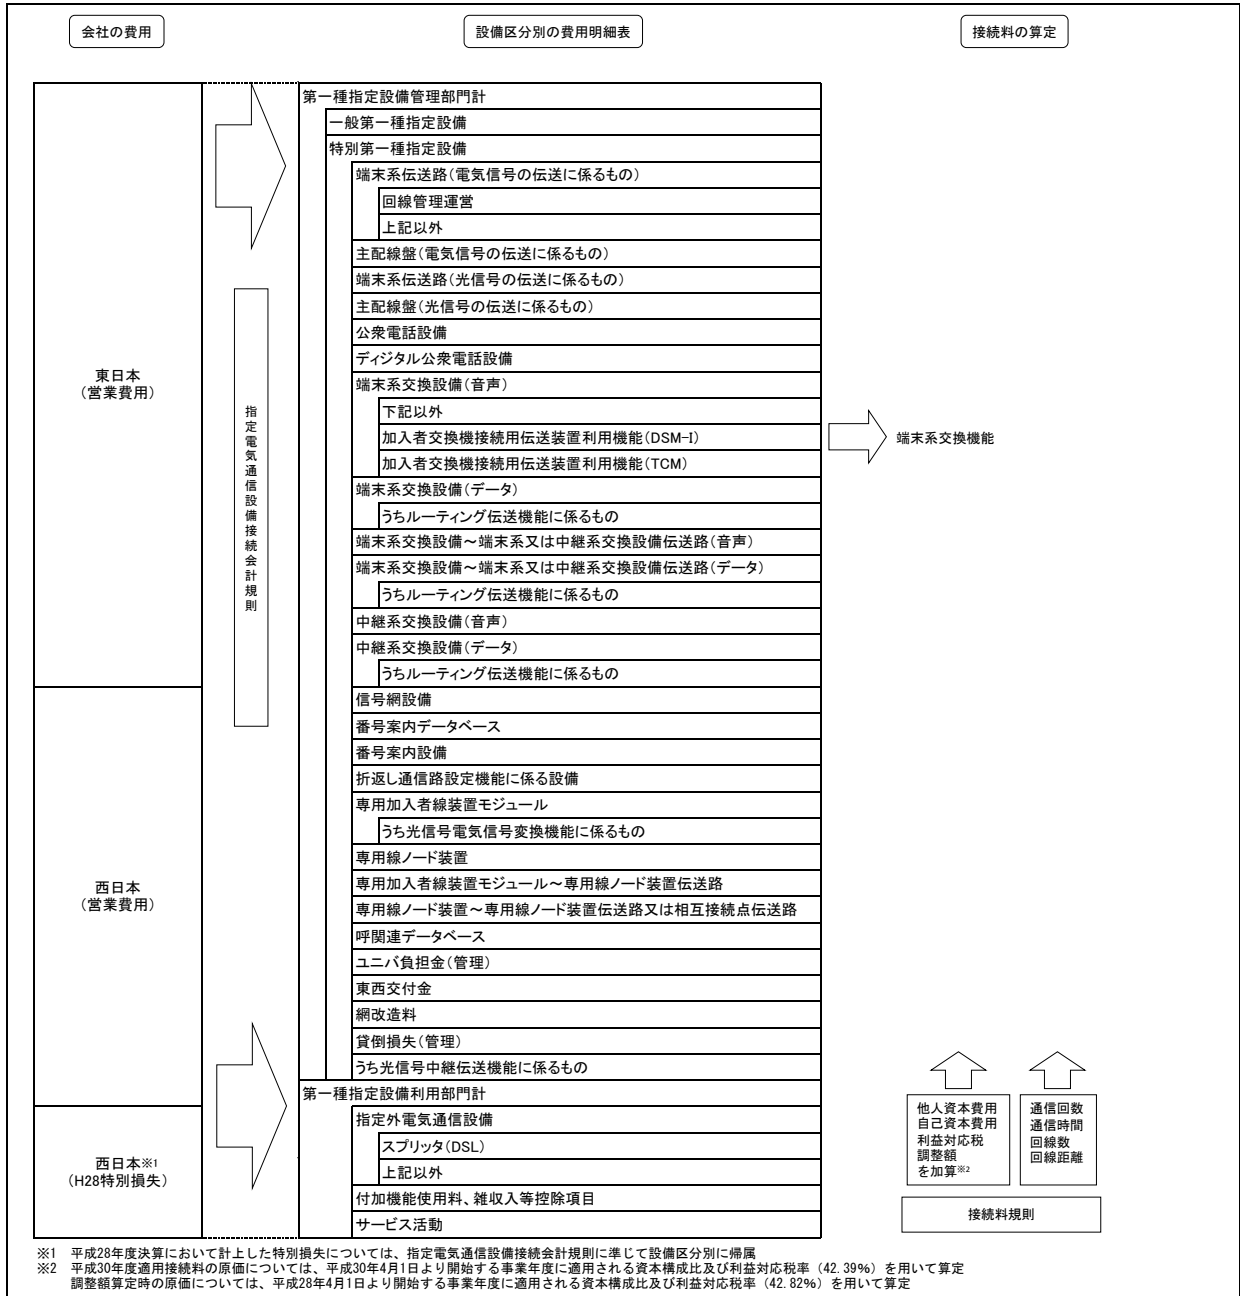 会社の費用
設備区分別の費用明細表
接続料の算定
東日本
(営業費用)
西日本
(営業費用)
西日本※1
(H28特別損失)
指定電気通信設備接続会計規則
第一種指定設備管理部門計
一般第一種指定設備
特別第一種指定設備
端末系伝送路(電気信号の伝送に係るもの)
回線管理運営
上記以外
主配線盤(電気信号の伝送に係るもの)
端末系伝送路(光信号の伝送に係るもの)
主配線盤(光信号の伝送に係るもの)
公衆電話設備
ディジタル公衆電話設備
端末系交換設備(音声)
下記以外
加入者交換機接続用伝送装置利用機能(DSM-I)
加入者交換機接続用伝送装置利用機能(TCM)
端末系交換設備(データ)
うちルーティング伝送機能に係るもの
端末系交換設備～端末系又は中継系交換設備伝送路(音声)
端末系交換設備～端末系又は中継系交換設備伝送路(データ)
うちルーティング伝送機能に係るもの
中継系交換設備(音声)
中継系交換設備(データ)
うちルーティング伝送機能に係るもの
信号網設備
番号案内データベース
番号案内設備
折返し通信路設定機能に係る設備
専用加入者線装置モジュール
うち光信号電気信号変換機能に係るもの
専用線ノード装置
専用加入者線装置モジュール～専用線ノード装置伝送路
専用線ノード装置～専用線ノード装置伝送路又は相互接続点伝送路
呼関連データベース
ユニバ負担金(管理)
東西交付金
網改造料
貸倒損失(管理)
うち光信号中継伝送機能に係るもの
第一種指定設備利用部門計
指定外電気通信設備
スプリッタ(DSL)
上記以外
付加機能使用料、雑収入等控除項目
サービス活動
端末系交換機能
他人資本費用
自己資本費用
利益対応税
調整額
を加算※2
通信回数
通信時間
回線数
回線距離
接続料規則
※1 平成28年度決算において計上した特別損失については、指定電気通信設備接続会計規則に準じて設備区分別に帰属
※2 平成30年度適用接続料の原価については、平成30年4月1日より開始する事業年度に適用される資本構成比及び利益対応税率(42.39%)を用いて算定
調整額算定時の原価については、平成28年4月1日より開始する事業年度に適用される資本構成比及び利益対応税率(42.82%)を用いて算定